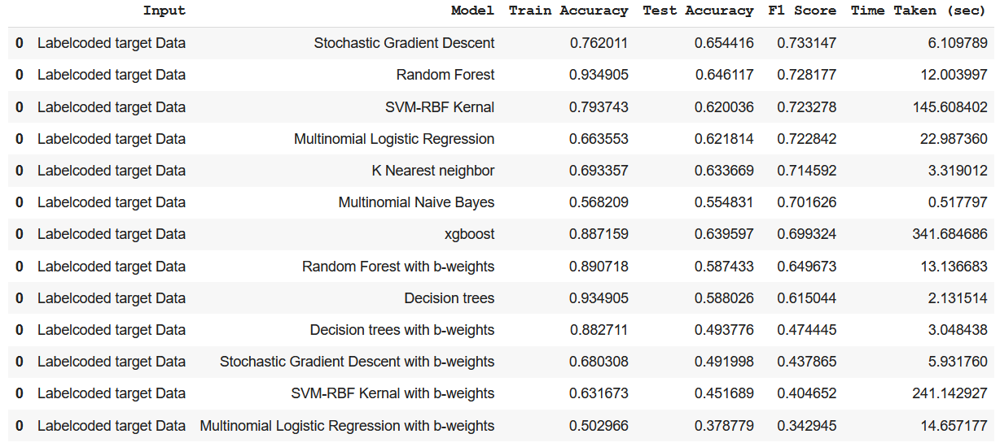 Input Model Train Accuracy Test Accuracy F1 Score Time Taken (sec)
0 Labelcoded target Data Stochastic Gradient Descent 0.762011 0.654416 0.733147 6.109789
0 Labelcoded target Data Random Forest 0.934905 0.646117 0.728177 12.003997
0 Labelcoded target Data SVM-RBF Kernal 0.793743 0.620036 0.723278 145.608402
0 Labelcoded target Data Multinomial Logistic Regression 0.663553 0.621814 0.722842 22.987360
0 Labelcoded target Data K Nearest neighbor 0.693357 0.633669 0.714592 3.319012
0 Labelcoded target Data Multinomial Naive Bayes 0.568209 0.554831 0.701626 0.517797
0 Labelcoded target Data xgboost 0.887159 0.639597 0.699324 341.684686
0 Labelcoded target Data Random Forest with b-weights 0.890718 0.587433 0.649673 13.136683
0 Labelcoded target Data Decision trees 0.934905 0.588026 0.615044 2.131514
0 Labelcoded target Data Decision trees with b-weights 0.882711 0.493776 0.474445 3.048438
0 Labelcoded target Data Stochastic Gradient Descent with b-weights 0.680308 0.491998 0.437865 5.931760
0 Labelcoded target Data SVM-RBF Kernal with b-weights 0.631673 0.451689 0.404652 241.142927
0 Labelcoded target Data Multinomial Logistic Regression with b-weights 0.502966 0.378779 0.342945 14.657177